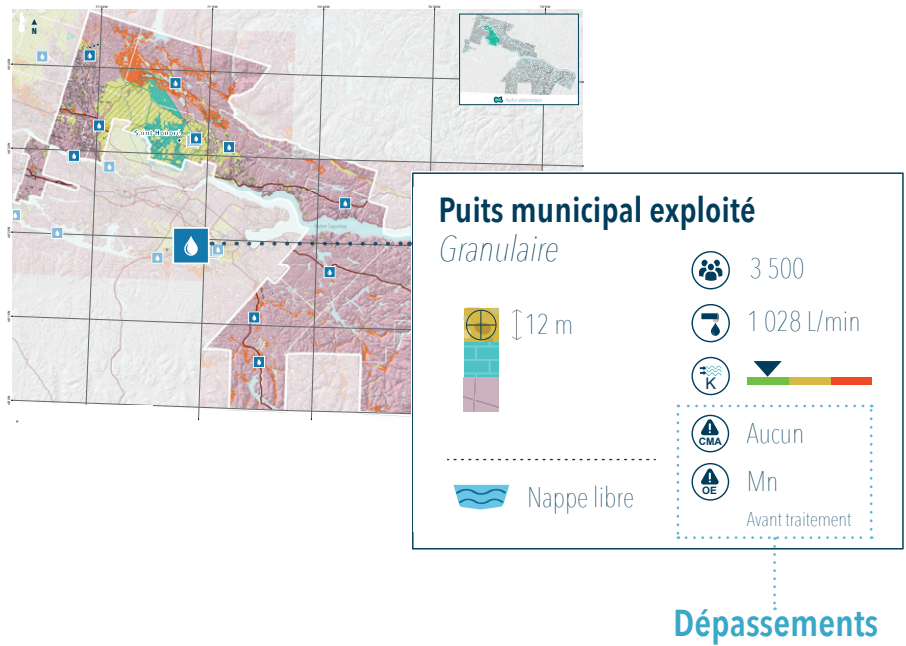 N
Saint-Honoré
Puits municipal exploité
Granulaire
12 m
3 500
1 028 L/min
K
CMA
Aucun
OE
Mn
Avant traitement
Nappe libre
Dépassements